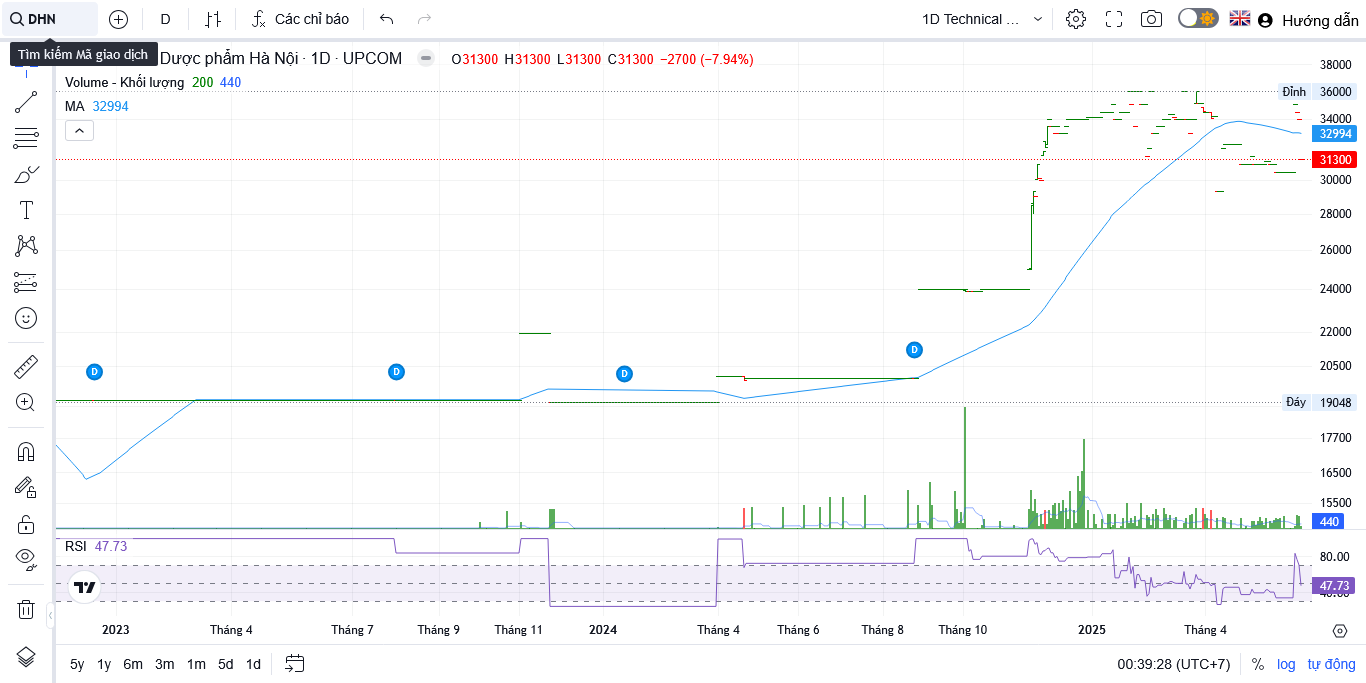 DHN D Các chỉ báo 1D Technical ... Hướng dẫn
Tìm kiếm Mã giao dịch
Dược phẩm Hà Nội · 1D · UPCOM O31300 H31300 L31300 C31300 −2700 (−7.94%)
Volume - Khối lượng 200 440
MA 32994
38000
Đỉnh 36000
34000
32994
31300
30000
28000
26000
24000
22000
20500
Đáy 19048
17700
16500
15500
440
D
D
D
D
RSI 47.73
80.00
47.73
40.00
2023 Tháng 4 Tháng 7 Tháng 9 Tháng 11 2024 Tháng 4 Tháng 6 Tháng 8 Tháng 10 2025 Tháng 4
5y 1y 6m 3m 1m 5d 1d 00:39:28 (UTC+7) % log tự động